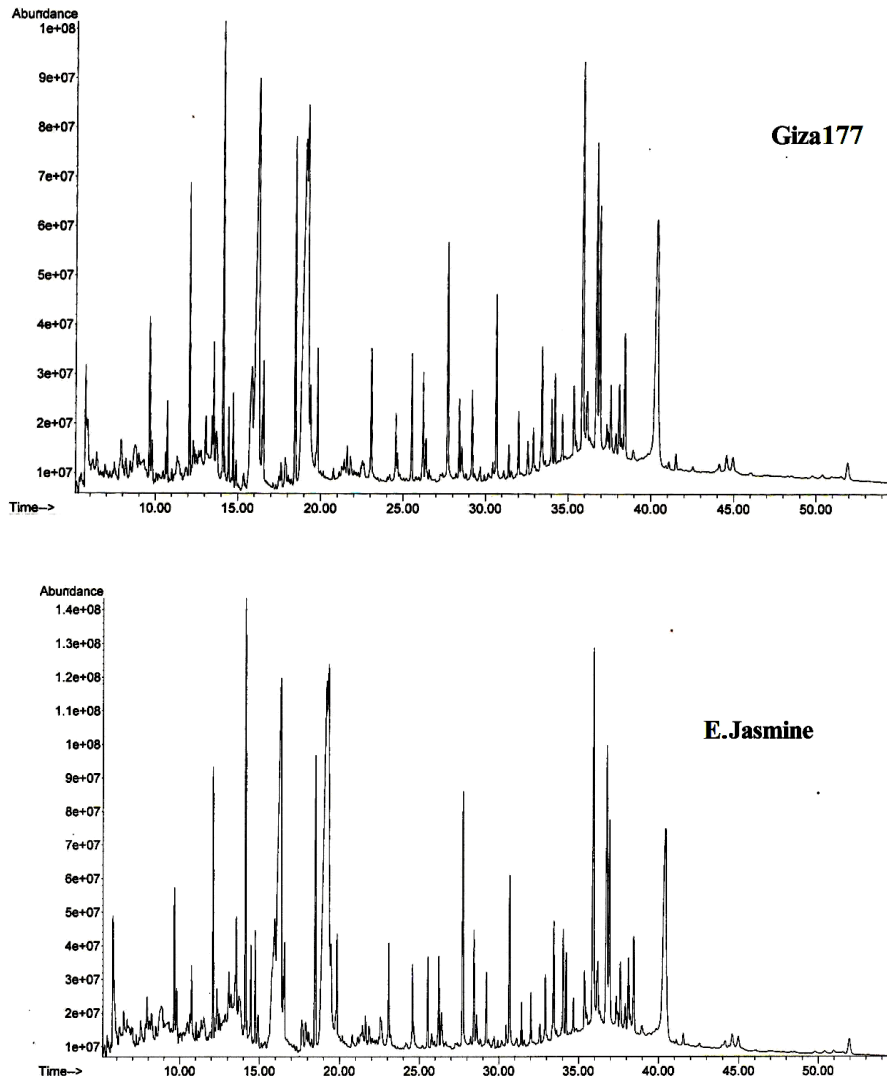 Abundance
1e+08
9e+07
8e+07
Giza177
7e+07
6e+07
5e+07
4e+07
3e+07
2e+07
1e+07
Time--> 10.00 15.00 20.00 25.00 30.00 35.00 40.00 45.00 50.00
Abundance
1.4e+08
1.3e+08
1.2e+08
1.1e+08
E.Jasmine
1e+08
9e+07
8e+07
7e+07
6e+07
5e+07
4e+07
3e+07
2e+07
1e+07
Time--> 10.00 15.00 20.00 25.00 30.00 35.00 40.00 45.00 50.00